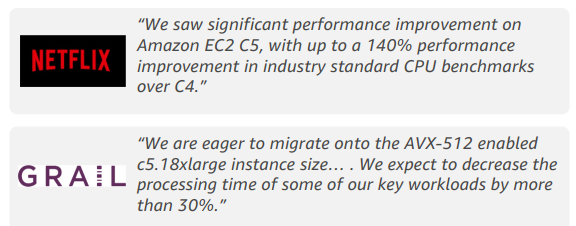 “We saw significant performance improvement on
Amazon EC2 C5, with up to a 140% performance
improvement in industry standard CPU benchmarks
over C4.”
NETFLIX
“We are eager to migrate onto the AVX-512 enabled
c5.18xlarge instance size… . We expect to decrease the
processing time of some of our key workloads by more
than 30%.”
GRAIL